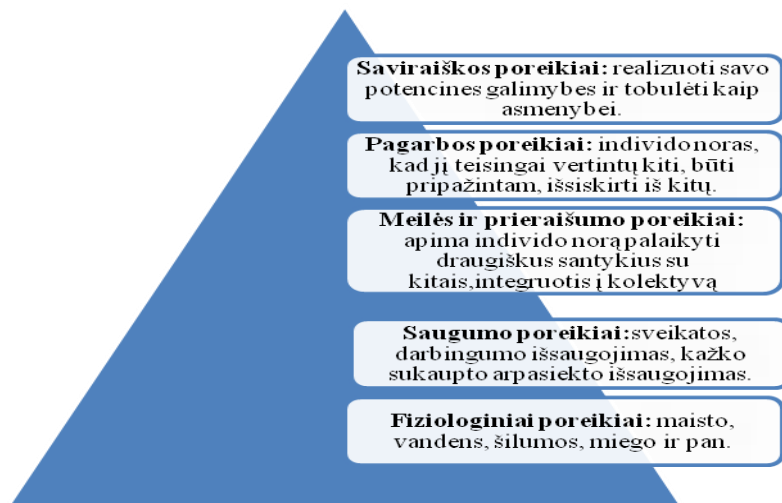 Saviraiškos poreikiai: realizuoti savo
potencines galimybes ir tobulėti kaip
asmenybei.
Pagarbos poreikiai: individo noras,
kad jį teisingai vertintų kiti, būti
pripažintam, išsiskirti iš kitų.
Meilės ir prieraišumo poreikiai:
apima individo norą palaikyti
draugiškus santykius su
kitais,integruotis į kolektyvą
Saugumo poreikiai:sveikatos,
darbingumo išsaugojimas, kažko
sukaupto arpasiekto išsaugojimas.
Fiziologiniai poreikiai: maisto,
vandens, šilumos, miego ir pan.